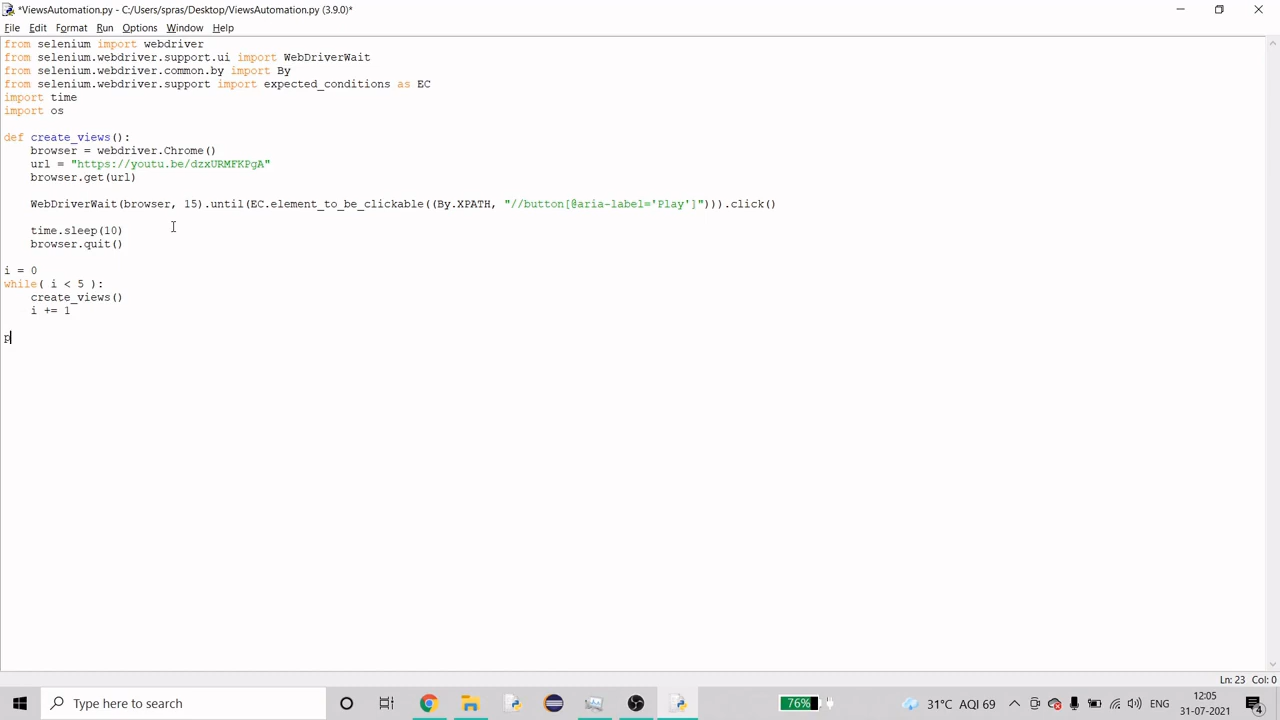 *ViewsAutomation.py - C:/Users/spras/Desktop/ViewsAutomation.py (3.9.0)*
File Edit Format Run Options Window Help
from selenium import webdriver
from selenium.webdriver.support.ui import WebDriverWait
from selenium.webdriver.common.by import By
from selenium.webdriver.support import expected_conditions as EC
import time
import os
def create_views():
    browser = webdriver.Chrome()
    url = "https://youtu.be/dzxURMFKPgA"
    browser.get(url)
    WebDriverWait(browser, 15).until(EC.element_to_be_clickable((By.XPATH, "//button[@aria-label='Play']"))).click()
    time.sleep(10)
    browser.quit()
i = 0
while( i < 5 ):
    create_views()
    i += 1
p
Ln: 23 Col: 0
Type here to search
76%
31°C AQI 69
ENG
12:05
31-07-2021
4